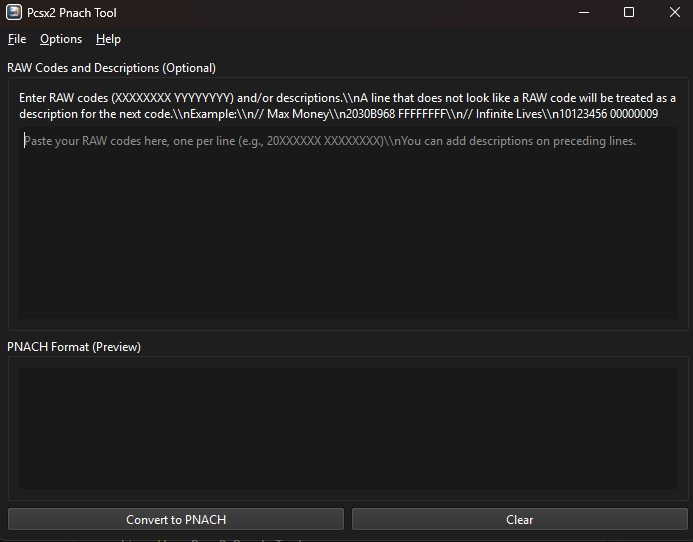 Pcsx2 Pnach Tool
File Options Help
RAW Codes and Descriptions (Optional)
Enter RAW codes (XXXXXXXX YYYYYYYY) and/or descriptions.\\nA line that does not look like a RAW code will be treated as a
description for the next code.\\nExample:\\n// Max Money\\n2030B968 FFFFFFFF\\n// Infinite Lives\\n10123456 00000009
Paste your RAW codes here, one per line (e.g., 20XXXXXX XXXXXXXX)\\nYou can add descriptions on preceding lines.
PNACH Format (Preview)
Convert to PNACH Clear